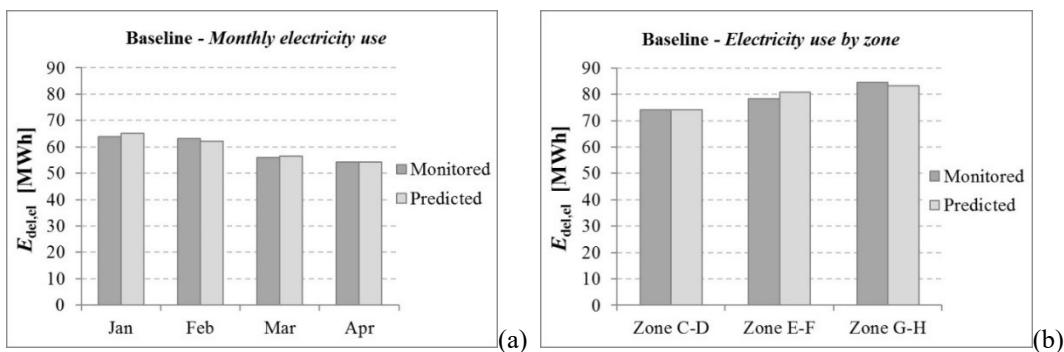 Baseline - Monthly electricity use
E_del,el [MWh]
90
80
70
60
50
40
30
20
10
0
Jan Feb Mar Apr
Monitored
Predicted
(a)
Baseline - Electricity use by zone
E_del,el [MWh]
90
80
70
60
50
40
30
20
10
0
Zone C-D Zone E-F Zone G-H
Monitored
Predicted
(b)